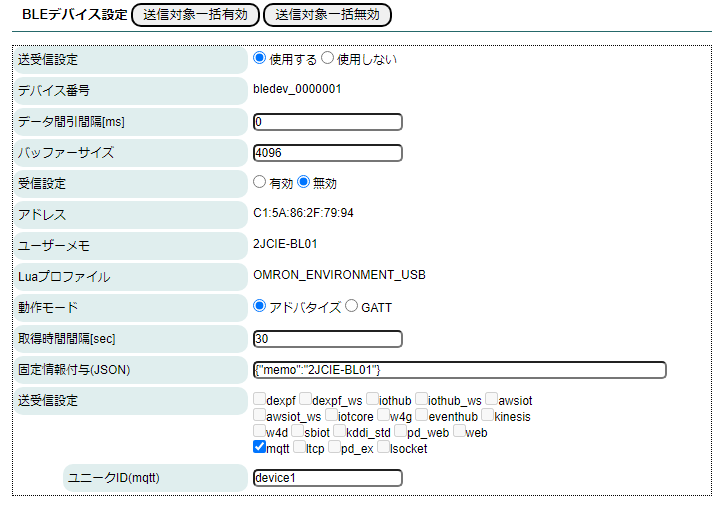 BLEデバイス設定 送信対象一括有効 送信対象一括無効
送受信設定 使用する 使用しない
デバイス番号 bledev_0000001
データ間引間隔[ms] 0
バッファーサイズ 4096
受信設定 有効 無効
アドレス C1:5A:86:2F:79:94
ユーザーメモ 2JCIE-BL01
Luaプロファイル OMRON_ENVIRONMENT_USB
動作モード アドバタイズ GATT
取得時間間隔[sec] 30
固定情報付与(JSON) {"memo":"2JCIE-BL01"}
送受信設定 dexpf dexpf_ws iothub iothub_ws awsiot
awsiot_ws iotcore w4g eventhub kinesis
w4d sbiot kddi_std pd_web web
mqtt ltcp pd_ex lsocket
ユニークID(mqtt) device1